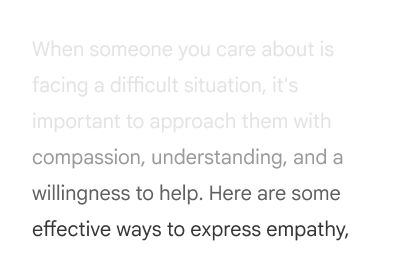 When someone you care about is
facing a difficult situation, it's
important to approach them with
compassion, understanding, and a
willingness to help. Here are some
effective ways to express empathy,